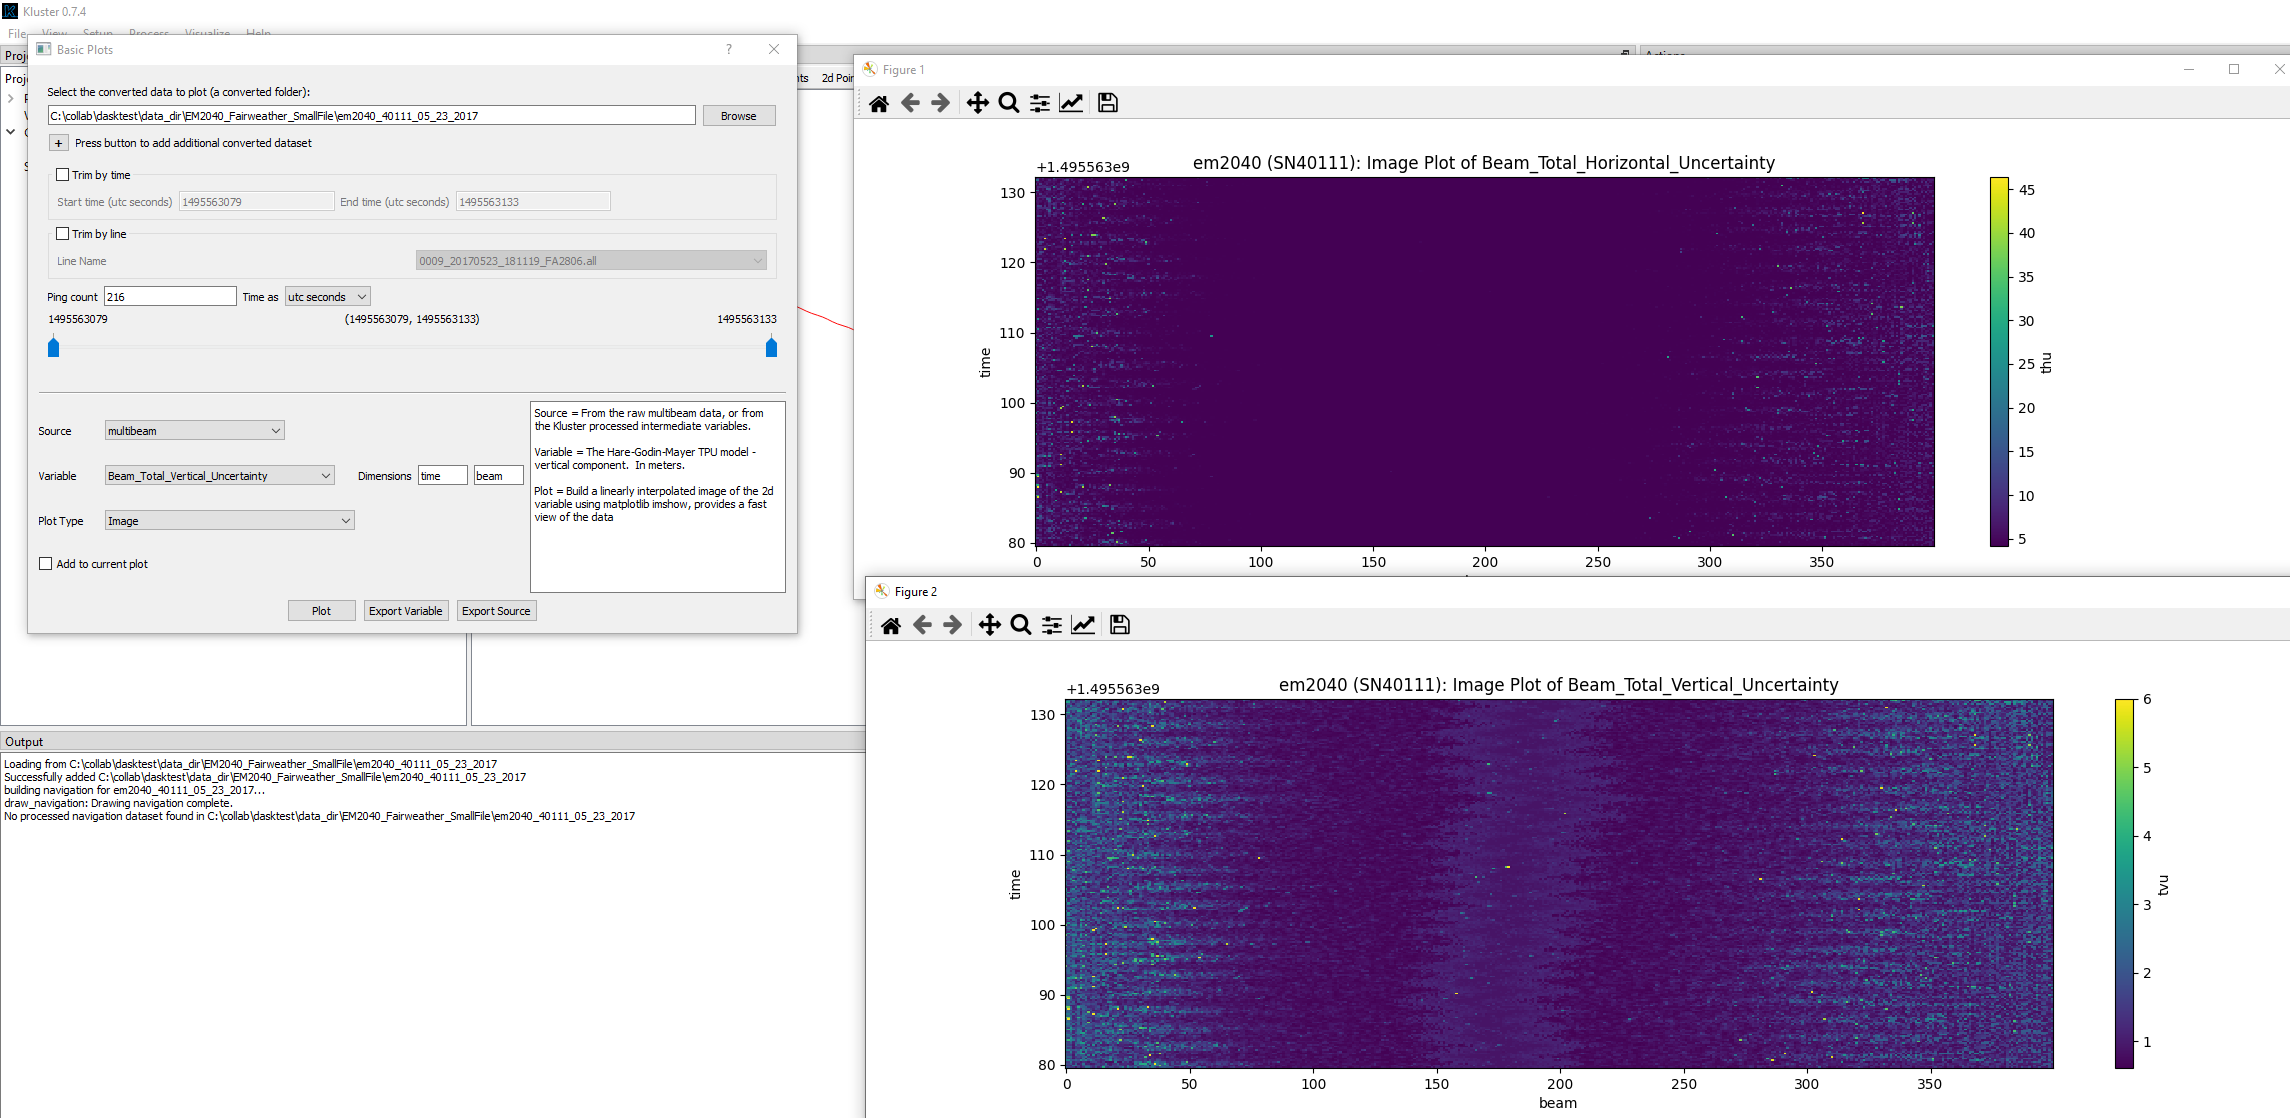 Kluster 0.7.4
File View Setup Process Visualize Help
Basic Plots
?
Select the converted data to plot (a converted folder):
C:\collab\dasktest\data_dir\EM2040_Fairweather_SmallFile\em2040_40111_05_23_2017
Browse
+ Press button to add additional converted dataset
Trim by time
Start time (utc seconds) 1495563079 End time (utc seconds) 1495563133
Trim by line
Line Name 0009_20170523_181119_FA2806.all
Ping count 216 Time as utc seconds
1495563079 (1495563079, 1495563133) 1495563133
Source multibeam
Variable Beam_Total_Vertical_Uncertainty Dimensions time beam
Plot Type Image
Add to current plot
Source = From the raw multibeam data, or from
the Kluster processed intermediate variables.
Variable = The Hare-Godin-Mayer TPU model -
vertical component. In meters.
Plot = Build a linearly interpolated image of the 2d
variable using matplotlib imshow, provides a fast
view of the data
Plot Export Variable Export Source
2d Poin
Actions
Output
Loading from C:\collab\dasktest\data_dir\EM2040_Fairweather_SmallFile\em2040_40111_05_23_2017
Successfully added C:\collab\dasktest\data_dir\EM2040_Fairweather_SmallFile\em2040_40111_05_23_2017
building navigation for em2040_40111_05_23_2017...
draw_navigation: Drawing navigation complete.
No processed navigation dataset found in C:\collab\dasktest\data_dir\EM2040_Fairweather_SmallFile\em2040_40111_05_23_2017
Figure 1
+1.495563e9
em2040 (SN40111): Image Plot of Beam_Total_Horizontal_Uncertainty
130
120
110
100
90
80
time
0 50 100 150 200 250 300 350
45
40
35
30
25
20
15
10
5
thu
Figure 2
+1.495563e9
em2040 (SN40111): Image Plot of Beam_Total_Vertical_Uncertainty
130
120
110
100
90
80
time
0 50 100 150 200 250 300 350
beam
6
5
4
3
2
1
tvu